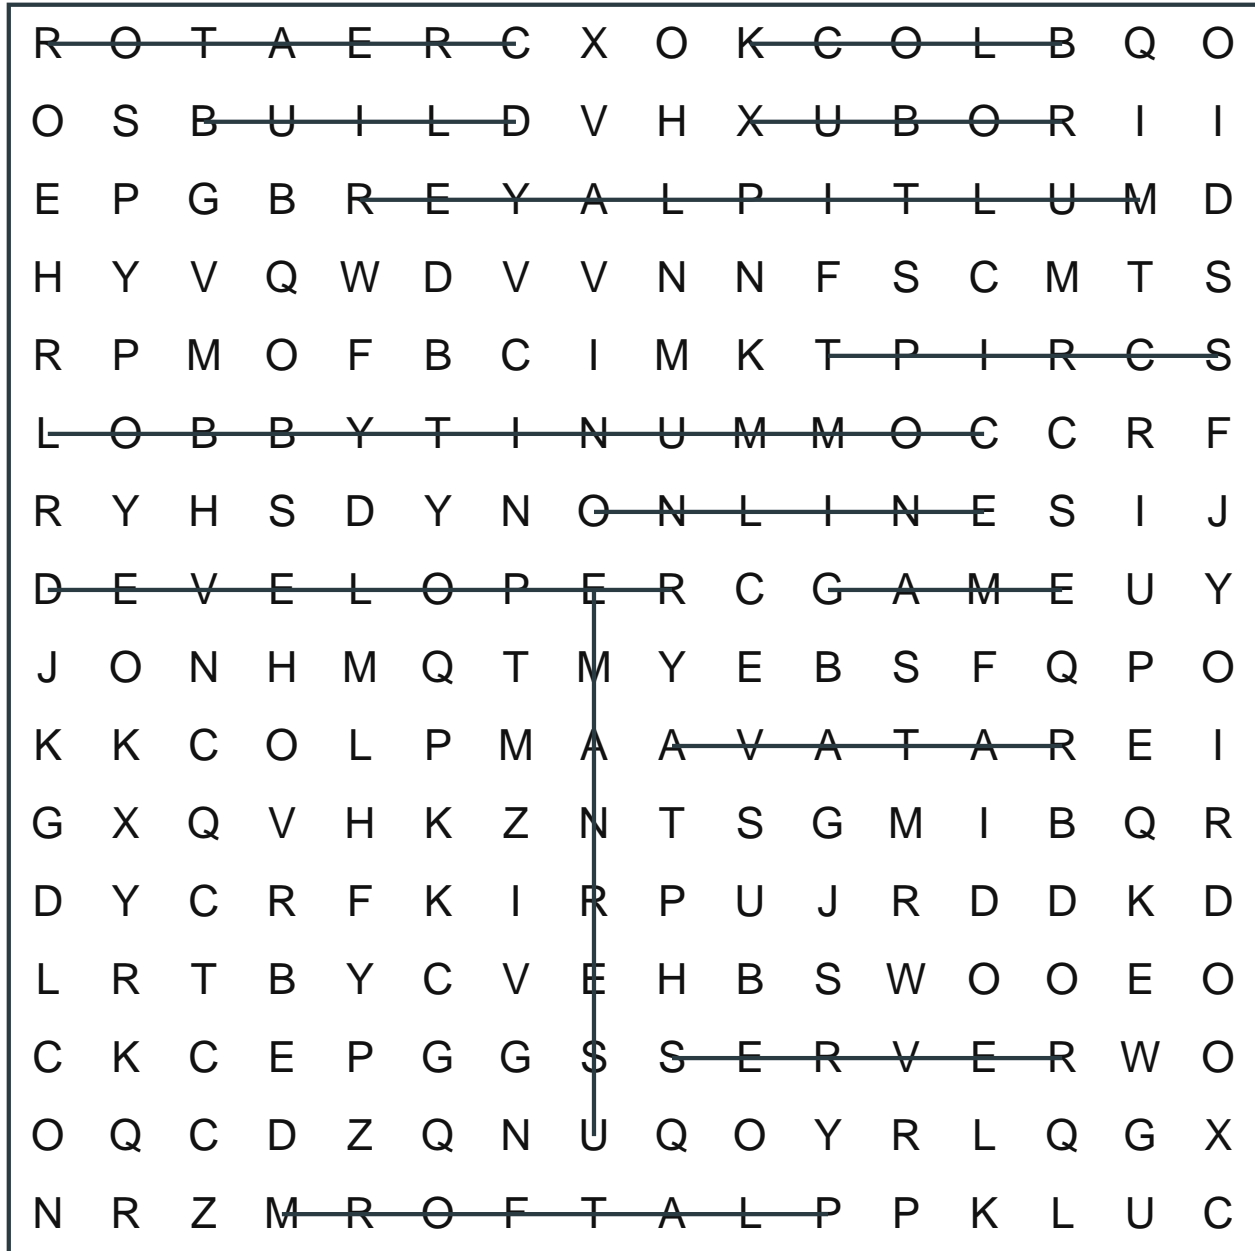 R O T A E R C X O K C O L B Q O
O S B U I L D V H X U B O R I I
E P G B R E Y A L P I T L U M D
H Y V Q W D V V N N F S C M T S
R P M O F B C I M K T P I R C S
L O B B Y T I N U M M O C C R F
R Y H S D Y N O N L I N E S I J
D E V E L O P E R C G A M E U Y
J O N H M Q T M Y E B S F Q P O
K K C O L P M A A V A T A R E I
G X Q V H K Z N T S G M I B Q R
D Y C R F K I R P U J R D D K D
L R T B Y C V E H B S W O O E O
C K C E P G G S S E R V E R W O
O Q C D Z Q N U Q O Y R L Q G X
N R Z M R O F T A L P P K L U C